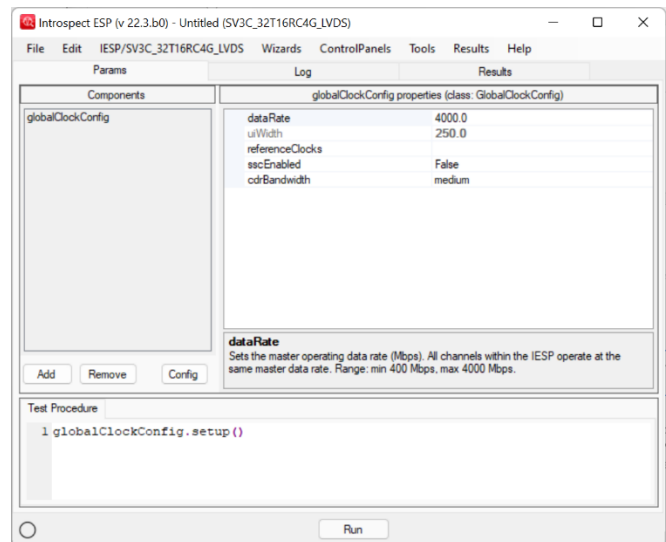 Introspect ESP (v 22.3.b0) - Untitled (SV3C_32T16RC4G_LVDS)
File Edit IESP/SV3C_32T16RC4G_LVDS Wizards ControlPanels Tools Results Help
Params Log Results
Components globalClockConfig properties (class: GlobalClockConfig)
globalClockConfig
dataRate 4000.0
uiWidth 250.0
referenceClocks
sscEnabled False
cdrBandwidth medium
dataRate
Sets the master operating data rate (Mbps). All channels within the IESP operate at the
same master data rate. Range: min 400 Mbps, max 4000 Mbps.
Add Remove Config
Test Procedure
1 globalClockConfig.setup()
Run